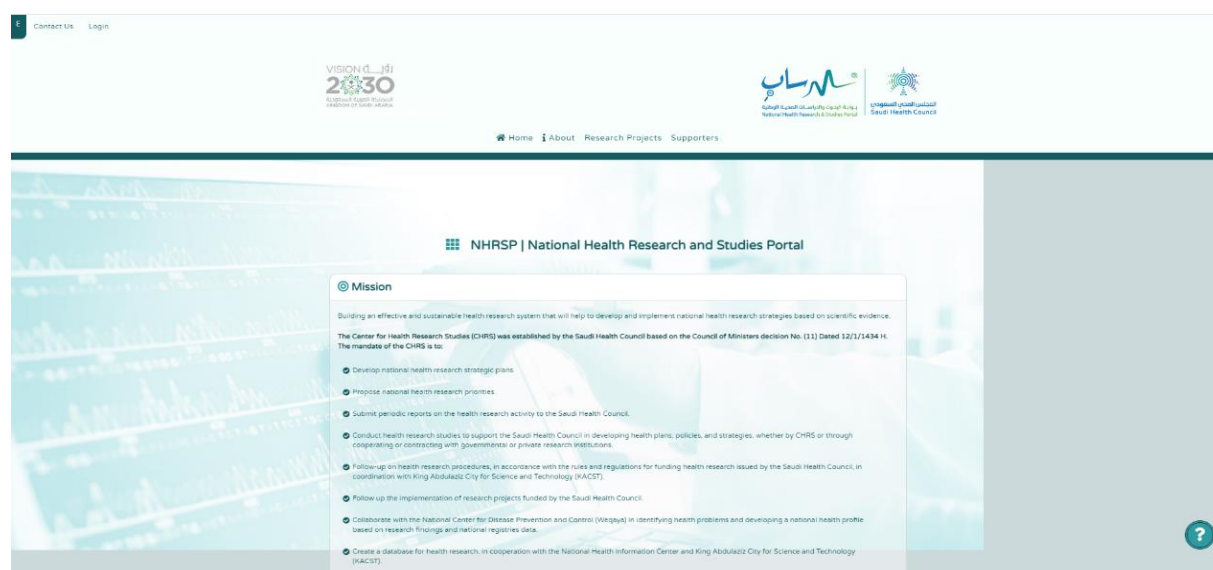 E
Contact Us Login
VISION رؤيـــة
2030
المملكة العربية السعودية
KINGDOM OF SAUDI ARABIA
National Health Research & Studies Portal
المجلس الصحي السعودي
Saudi Health Council
Home About Research Projects Supporters
NHRSP | National Health Research and Studies Portal
Mission
Building an effective and sustainable health research system that will help to develop and implement national health research strategies based on scientific evidence.
The Center for Health Research Studies (CHRS) was established by the Saudi Health Council based on the Council of Ministers decision No. (11) Dated 12/1/1434 H.
The mandate of the CHRS is to:
Develop national health research strategic plans
Propose national health research priorities.
Submit periodic reports on the health research activity to the Saudi Health Council.
Conduct health research studies to support the Saudi Health Council in developing health plans, policies, and strategies, whether by CHRS or through
cooperating or contracting with governmental or private research institutions.
Follow-up on health research procedures, in accordance with the rules and regulations for funding health research issued by the Saudi Health Council, in
coordination with King Abdulaziz City for Science and Technology (KACST).
Follow up the implementation of research projects funded by the Saudi Health Council.
Collaborate with the National Center for Disease Prevention and Control (Weqaya) in identifying health problems and developing a national health profile
based on research findings and national registries data.
Create a database for health research, in cooperation with the National Health Information Center and King Abdulaziz City for Science and Technology
(KACST).
?